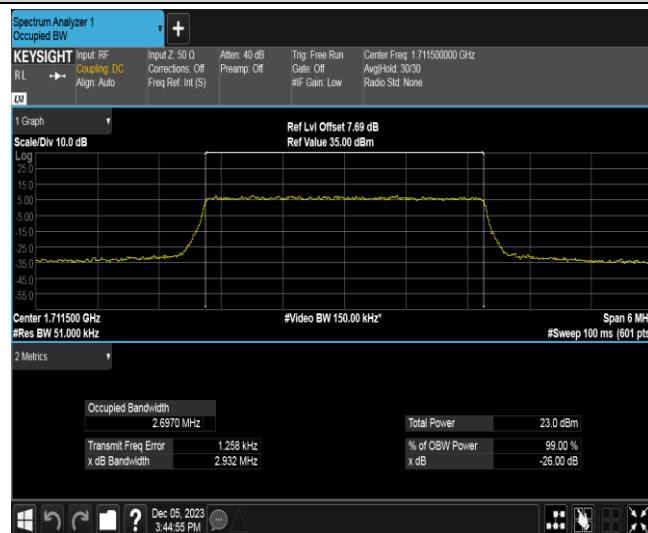 Spectrum Analyzer 1
Occupied BW
KEYSIGHT Input: RF Input Z: 50 Ω Atten: 40 dB Trig: Free Run Center Freq: 1.711500000 GHz
RL Coupling: DC Corrections: Off Preamp: Off Gate: Off Avg|Hold: 30/30
Align: Auto Freq Ref: Int (S) #IF Gain: Low Radio Std: None
LXI
1 Graph Ref Lvl Offset 7.69 dB
Scale/Div 10.0 dB Ref Value 35.00 dBm
Log
25.0
15.0
5.00
-5.00
-15.0
-25.0
-35.0
-45.0
-55.0
Center 1.711500 GHz #Video BW 150.00 kHz* Span 6 MH
#Res BW 51.000 kHz #Sweep 100 ms (601 pts
2 Metrics
Occupied Bandwidth
2.6970 MHz Total Power 23.0 dBm
Transmit Freq Error 1.258 kHz % of OBW Power 99.00 %
x dB Bandwidth 2.932 MHz x dB -26.00 dB
? Dec 05, 2023
3:44:55 PM